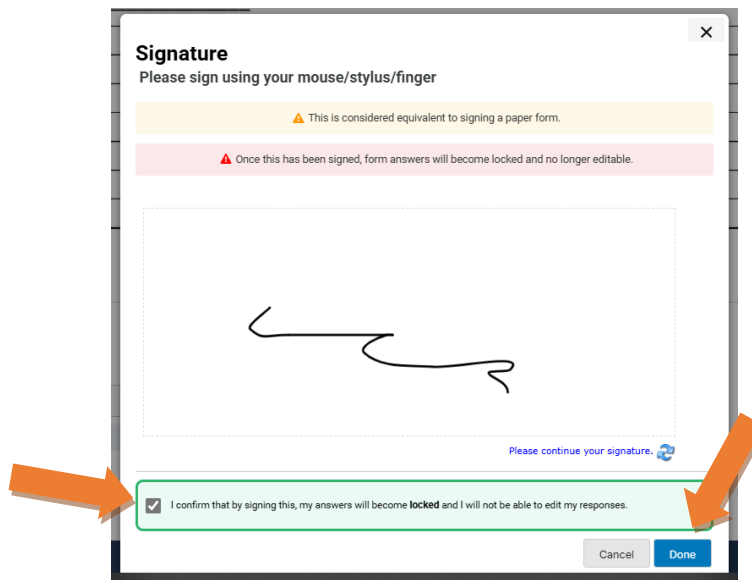 Signature
Please sign using your mouse/stylus/finger
This is considered equivalent to signing a paper form.
Once this has been signed, form answers will become locked and no longer editable.
Please continue your signature.
I confirm that by signing this, my answers will become locked and I will not be able to edit my responses.
Cancel Done